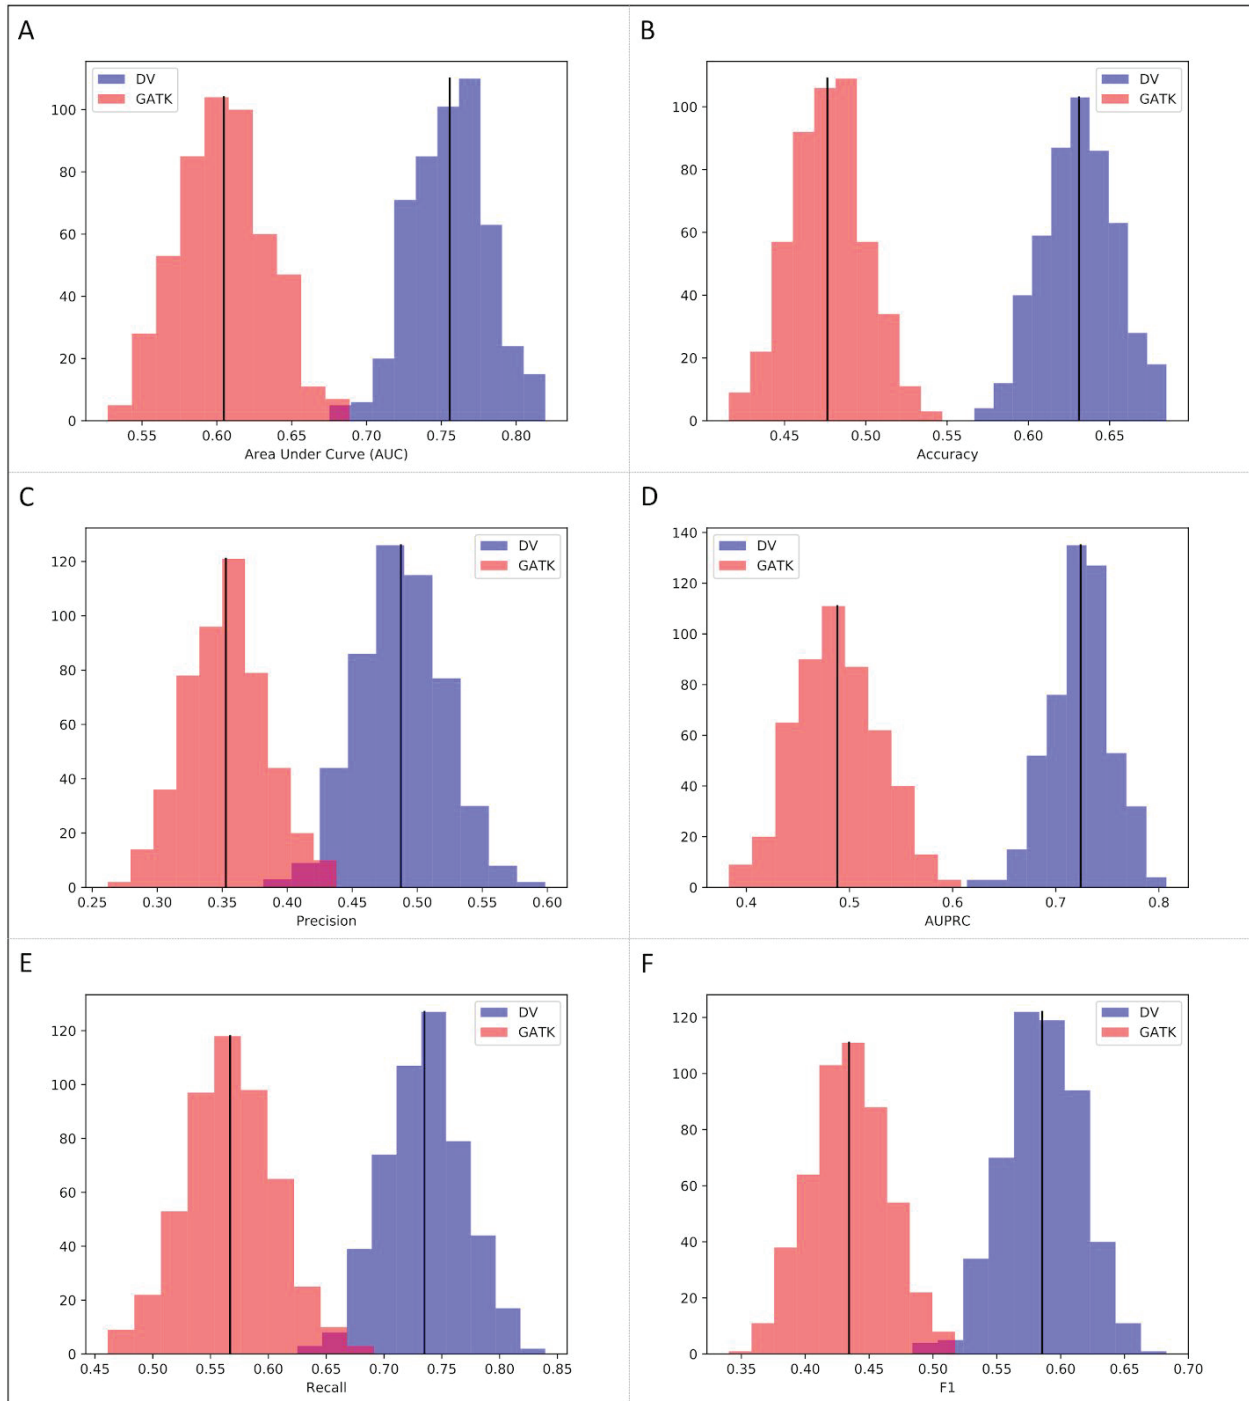 A
DV
GATK
100
80
60
40
20
0
0.55 0.60 0.65 0.70 0.75 0.80
Area Under Curve (AUC)
B
DV
GATK
100
80
60
40
20
0
0.45 0.50 0.55 0.60 0.65
Accuracy
C
DV
GATK
120
100
80
60
40
20
0
0.25 0.30 0.35 0.40 0.45 0.50 0.55 0.60
Precision
D
DV
GATK
140
120
100
80
60
40
20
0
0.4 0.5 0.6 0.7 0.8
AUPRC
E
DV
GATK
120
100
80
60
40
20
0
0.45 0.50 0.55 0.60 0.65 0.70 0.75 0.80 0.85
Recall
F
DV
GATK
120
100
80
60
40
20
0
0.35 0.40 0.45 0.50 0.55 0.60 0.65 0.70
F1